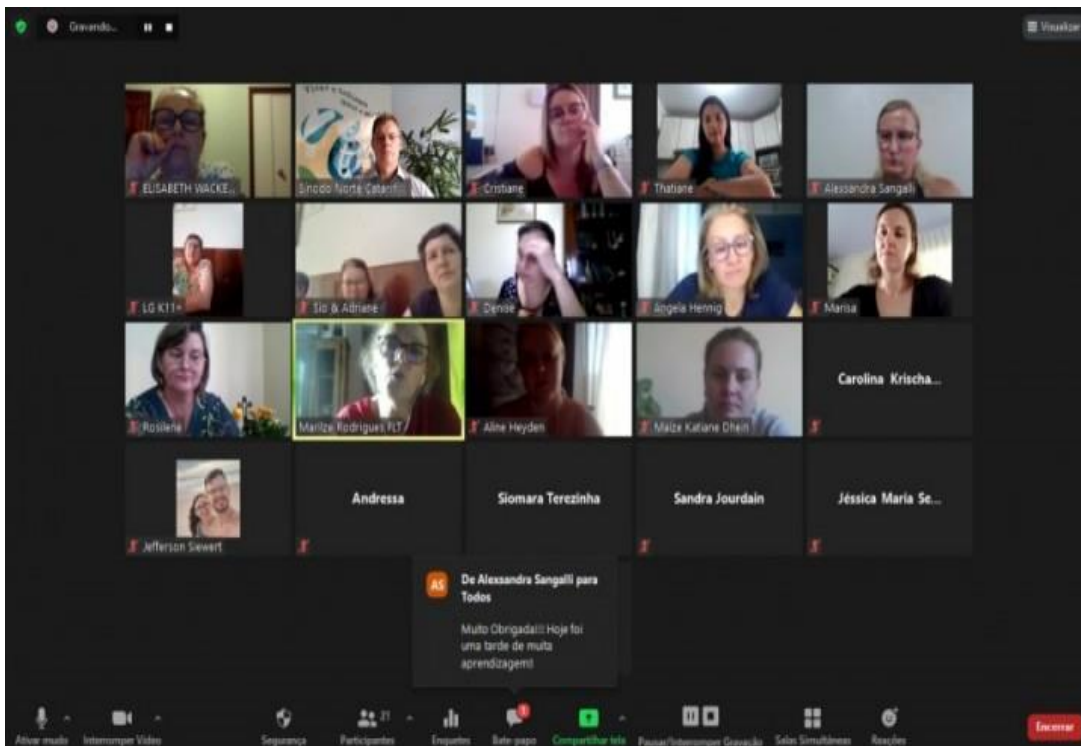 Gravando...
Visualizar
ELISABETH WACKE...
Sínodo Norte Catari
Cristiane
Thatiane
Alessandra Sangalli
LG K11+
Sio & Adriane
Denise
Angela Hennig
Marisa
Rosilene
Marilze Rodrigues FLT
Aline Heyden
Maize Katiane Dhein
Carolina Krischa...
Jefferson Siewert
Andressa
Siomara Terezinha
Sandra Jourdain
Jéssica Maria Se...
AS
De Alessandra Sangalli para
Todos
Muito Obrigada!!! Hoje foi
uma tarde de muita
aprendizagem!
Ativar mudo
Interromper Vídeo
Segurança
21
Participantes
Enquetes
1
Bate-papo
Compartilhar tela
Pausar/Interromper Gravação
Salas Simultâneas
Reações
Encerrar